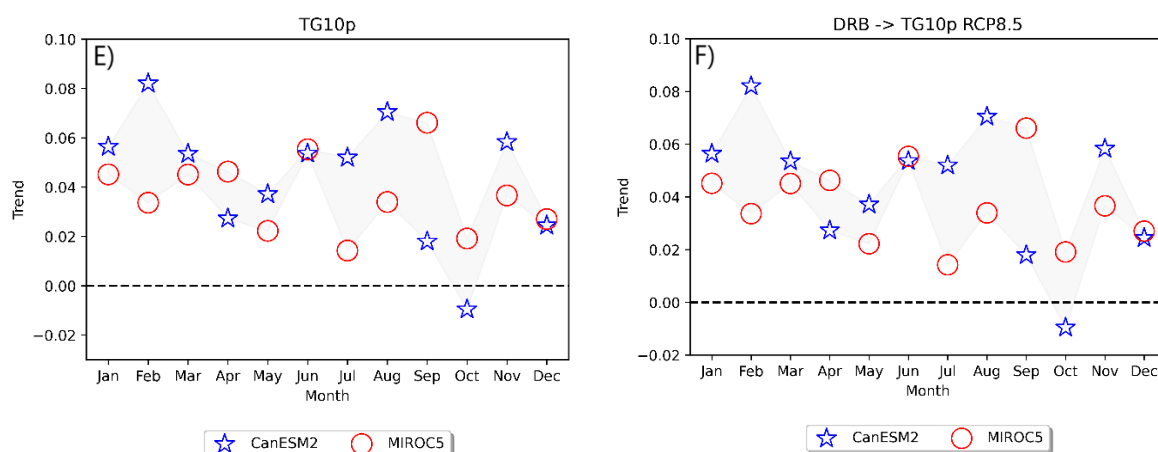 TG10p
E)
0.10
0.08
0.06
0.04
0.02
0.00
−0.02
Trend
Jan Feb Mar Apr May Jun Jul Aug Sep Oct Nov Dec
Month
CanESM2 MIROC5
DRB -> TG10p RCP8.5
F)
0.10
0.08
0.06
0.04
0.02
0.00
−0.02
Trend
Jan Feb Mar Apr May Jun Jul Aug Sep Oct Nov Dec
Month
CanESM2 MIROC5